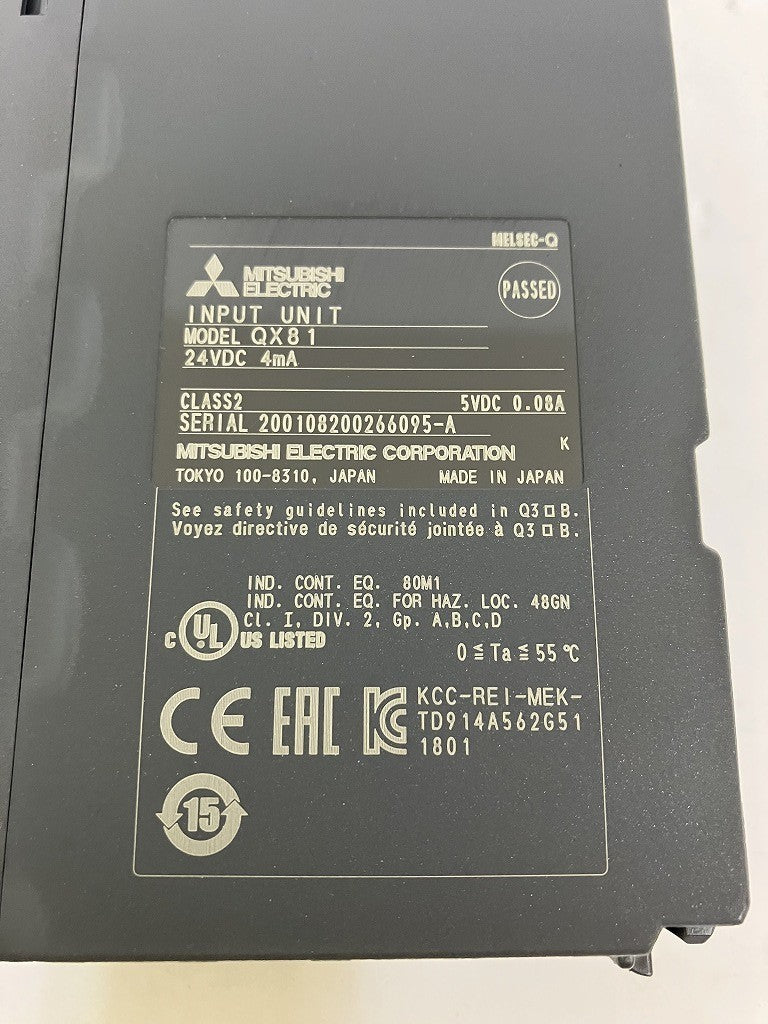 MELSEC-Q
MITSUBISHI
ELECTRIC
PASSED
INPUT UNIT
MODEL QX81
24VDC 4mA
CLASS2 5VDC 0.08A
SERIAL 200108200266095-A
K
MITSUBISHI ELECTRIC CORPORATION
TOKYO 100-8310, JAPAN MADE IN JAPAN
See safety guidelines included in Q3□B.
Voyez directive de sécurité jointée à Q3□B.
IND. CONT. EQ. 80M1
IND. CONT. EQ. FOR HAZ. LOC. 48GN
Cl. I, DIV. 2, Gp. A,B,C,D
C UL US LISTED
0≦Ta≦55℃
CE EAC KC KCC-REI-MEK-
TD914A562G51
1801
15